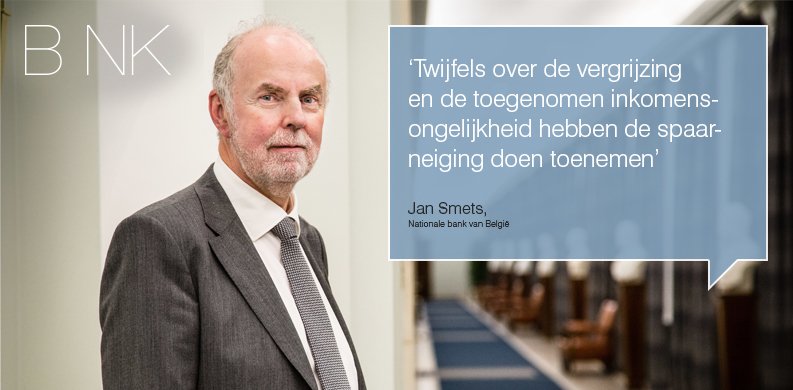 B NK
‘Twijfels over de vergrijzing
en de toegenomen inkomens-
ongelijkheid hebben de spaar-
neiging doen toenemen’
Jan Smets,
Nationale bank van België